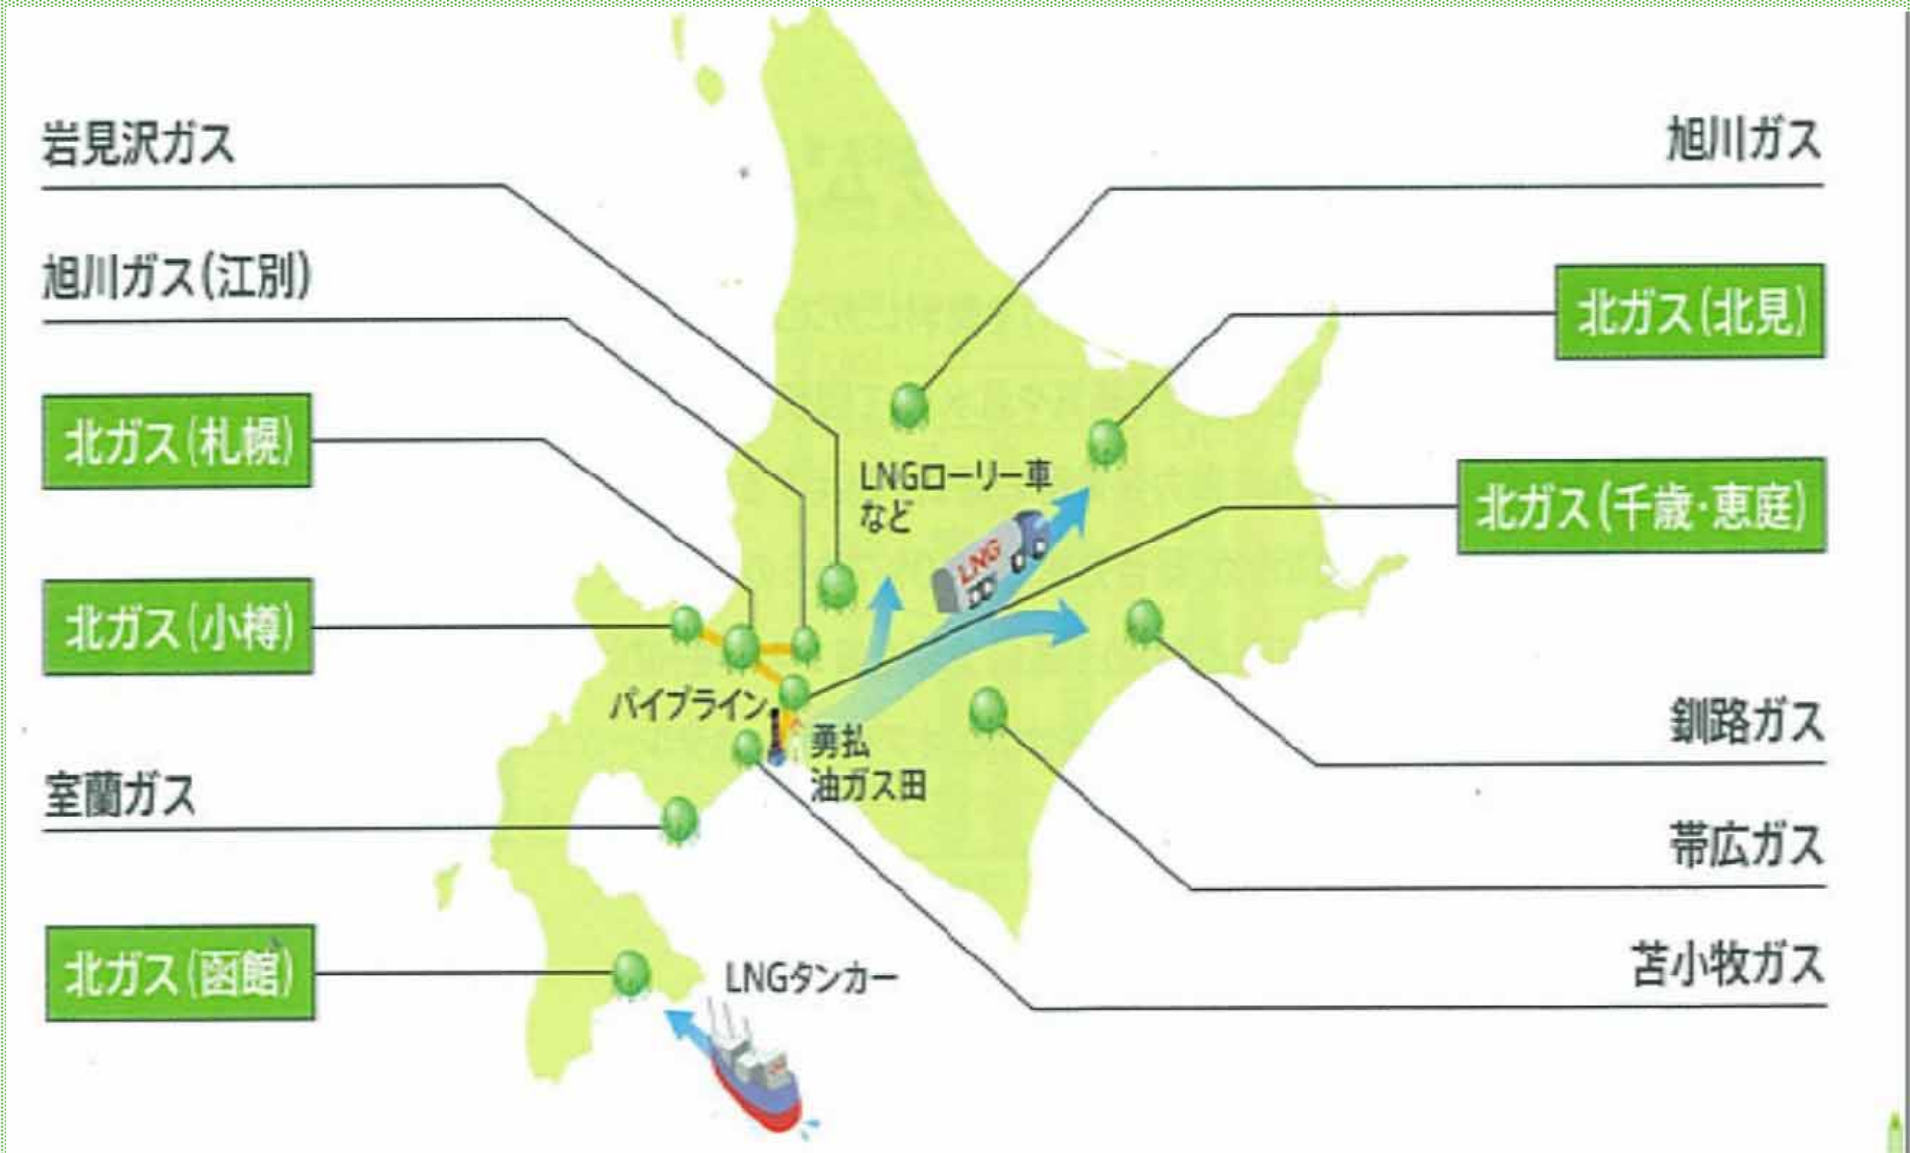 岩見沢ガス
旭川ガス(江別)
北ガス(札幌)
北ガス(小樽)
室蘭ガス
北ガス(函館)
旭川ガス
北ガス(北見)
北ガス(千歳・恵庭)
釧路ガス
帯広ガス
苫小牧ガス
LNGローリー車
など
LNG
パイプライン
勇払
油ガス田
LNGタンカー